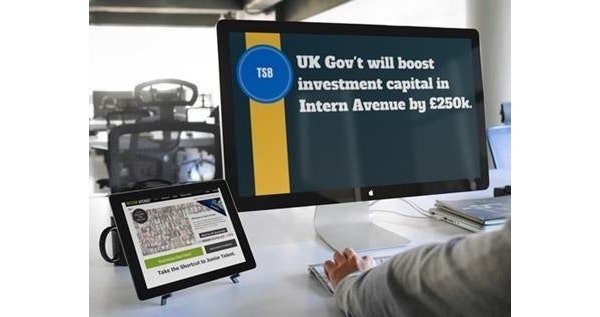 TSB
UK Gov't will boost
investment capital in
Intern Avenue by £250k.
Take the Shortcut to Junior Talent.